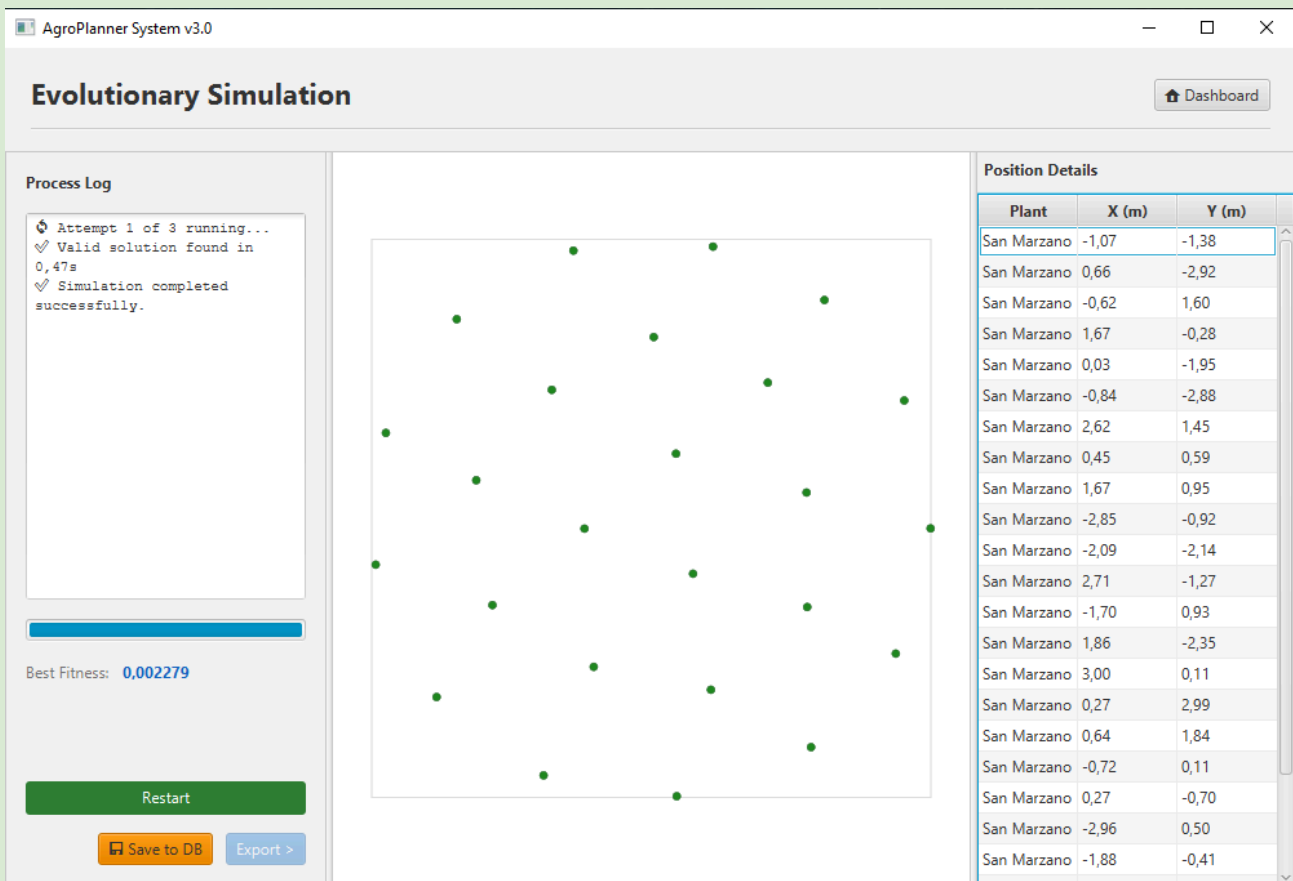 AgroPlanner System v3.0
Evolutionary Simulation
Dashboard
Process Log
Attempt 1 of 3 running...
Valid solution found in
0,47s
Simulation completed
successfully.
Best Fitness: 0,002279
Restart
Save to DB
Export >
Position Details
Plant X (m) Y (m)
San Marzano -1,07 -1,38
San Marzano 0,66 -2,92
San Marzano -0,62 1,60
San Marzano 1,67 -0,28
San Marzano 0,03 -1,95
San Marzano -0,84 -2,88
San Marzano 2,62 1,45
San Marzano 0,45 0,59
San Marzano 1,67 0,95
San Marzano -2,85 -0,92
San Marzano -2,09 -2,14
San Marzano 2,71 -1,27
San Marzano -1,70 0,93
San Marzano 1,86 -2,35
San Marzano 3,00 0,11
San Marzano 0,27 2,99
San Marzano 0,64 1,84
San Marzano -0,72 0,11
San Marzano 0,27 -0,70
San Marzano -2,96 0,50
San Marzano -1,88 -0,41